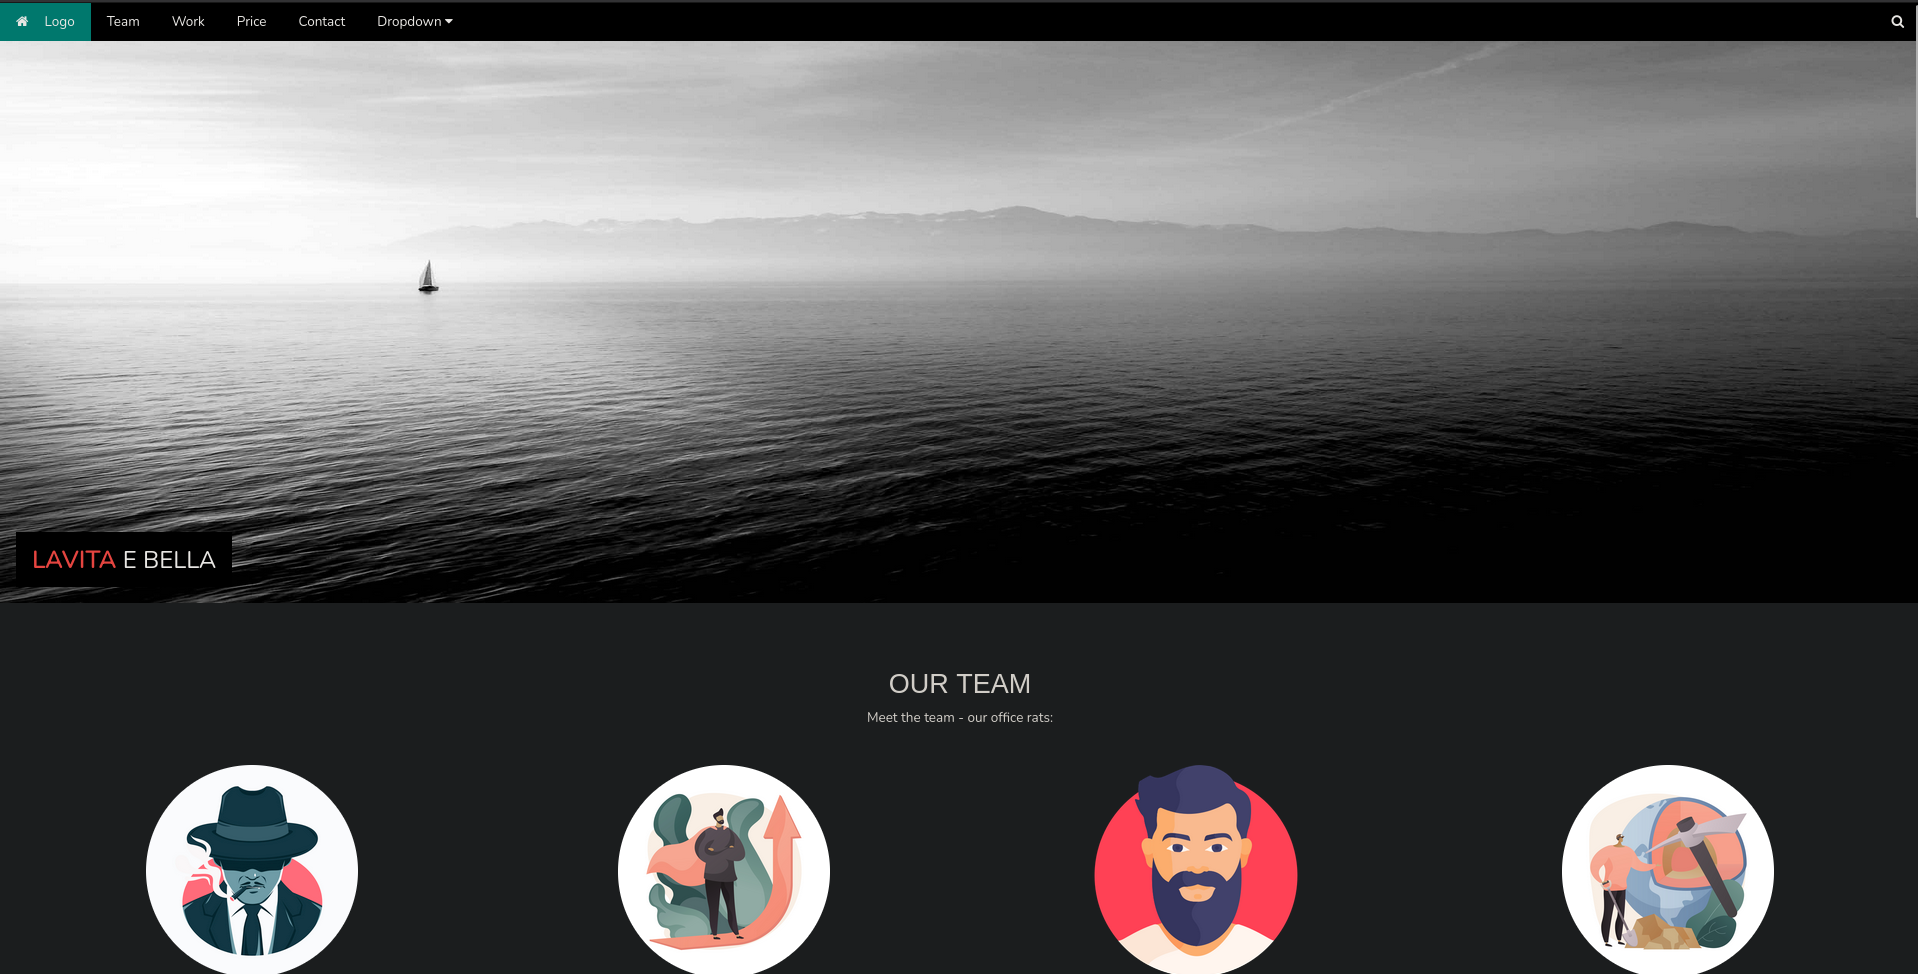 Logo Team Work Price Contact Dropdown
LAVITA E BELLA
OUR TEAM
Meet the team - our office rats: